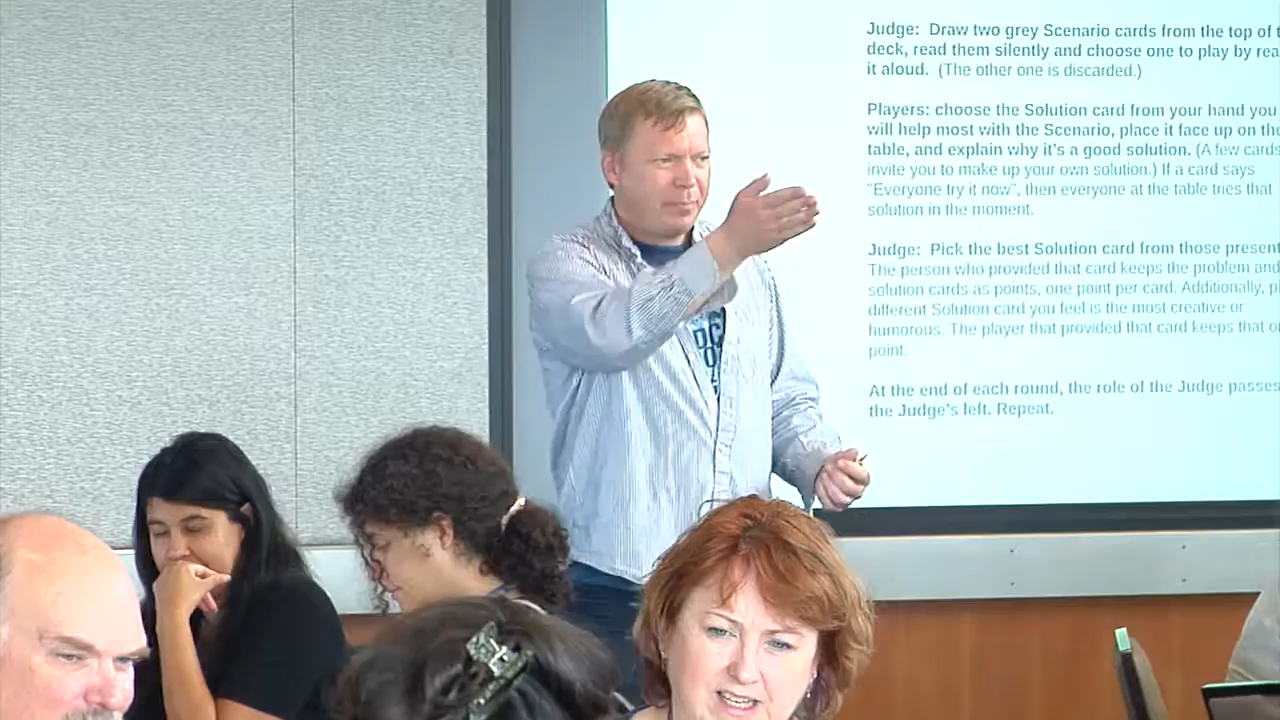 Judge: Draw two grey Scenario cards from the top of
deck, read them silently and choose one to play by
it aloud. (The other one is discarded.)
Players: choose the Solution card from your hand you
will help most with the Scenario, place it face up on the
table, and explain why it's a good solution. (A few cards
invite you to make up your own solution.) If a card says
"Everyone try it now", then everyone at the table tries that
solution in the moment.
Judge: Pick the best Solution card from those
The person who provided that card keeps the problem and
solution cards as points, one point per card. Additionally,
different Solution card you feel is the most creative or
humorous. The player that provided that card keeps that
point.
At the end of each round, the role of the Judge passes
the Judge's left. Repeat.